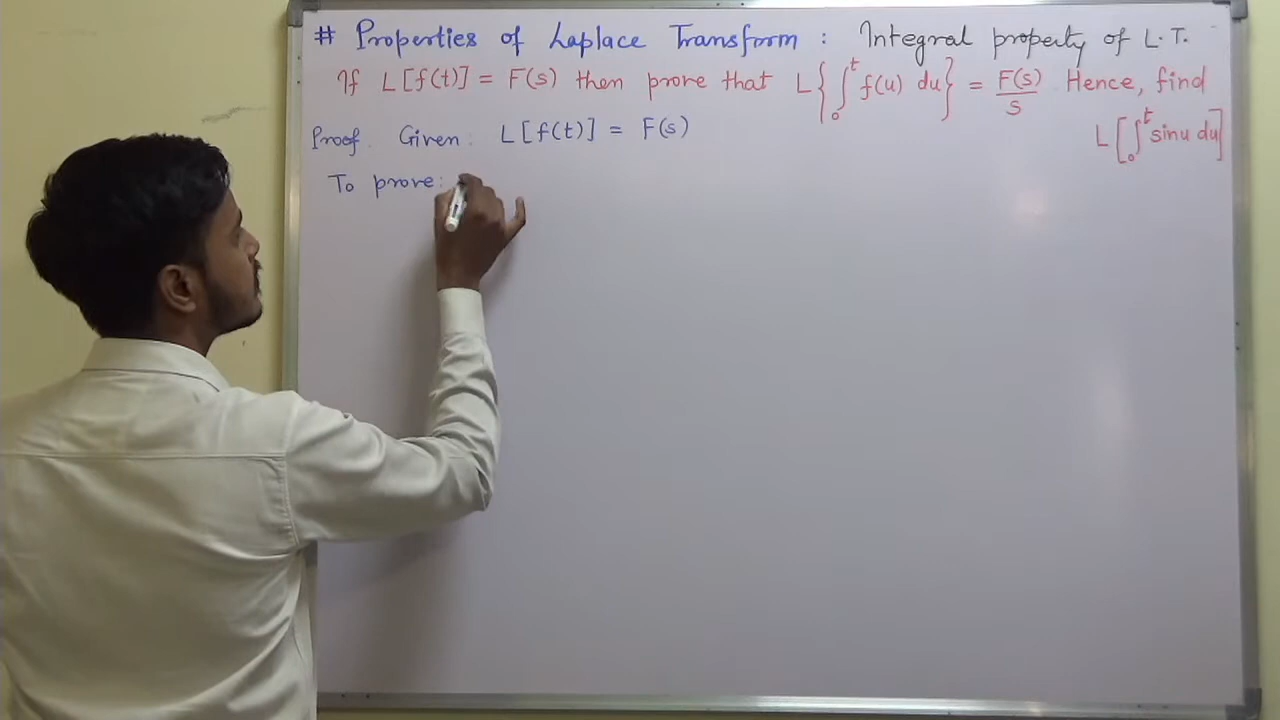 # Properties of Laplace Transform : Integral property of L.T.
If L[f(t)] = F(s) then prove that L{∫₀ᵗ f(u) du} = F(s)/s Hence, find
L[∫₀ᵗ sinu du]
Proof. Given: L[f(t)] = F(s)
To prove: